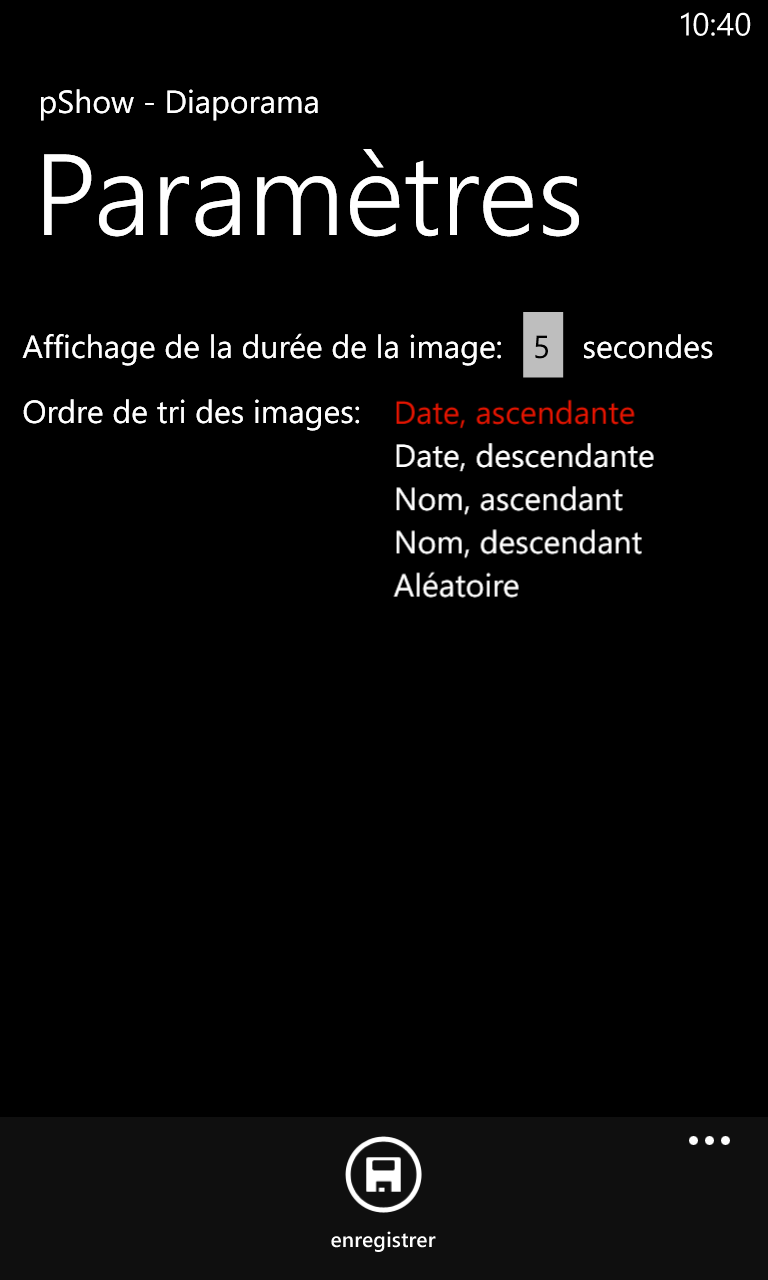 10:40
pShow - Diaporama
Paramètres
Affichage de la durée de la image: 5 secondes
Ordre de tri des images: Date, ascendante
Date, descendante
Nom, ascendant
Nom, descendant
Aléatoire
enregistrer